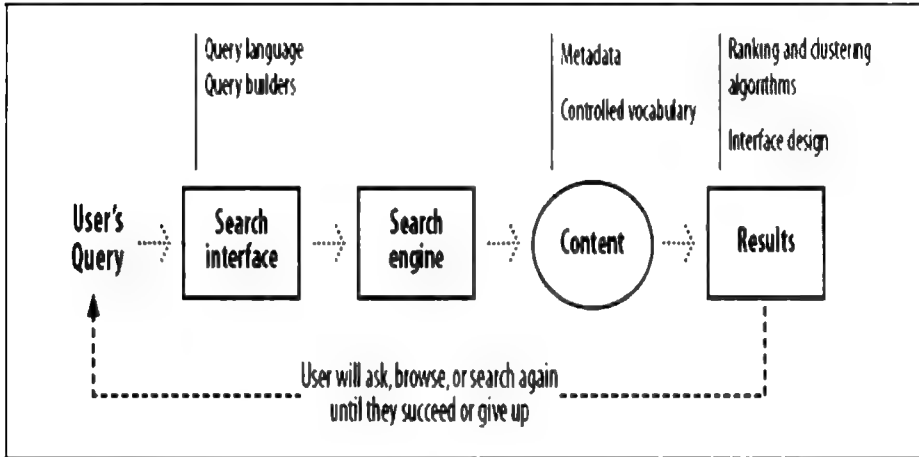 Query language
Query builders
Metadata
Controlled vocabulary
Ranking and clustering
algorithms
Interface design
User's
Query
Search
interface
Search
engine
Content
Results
User will ask, browse, or search again
until they succeed or give up